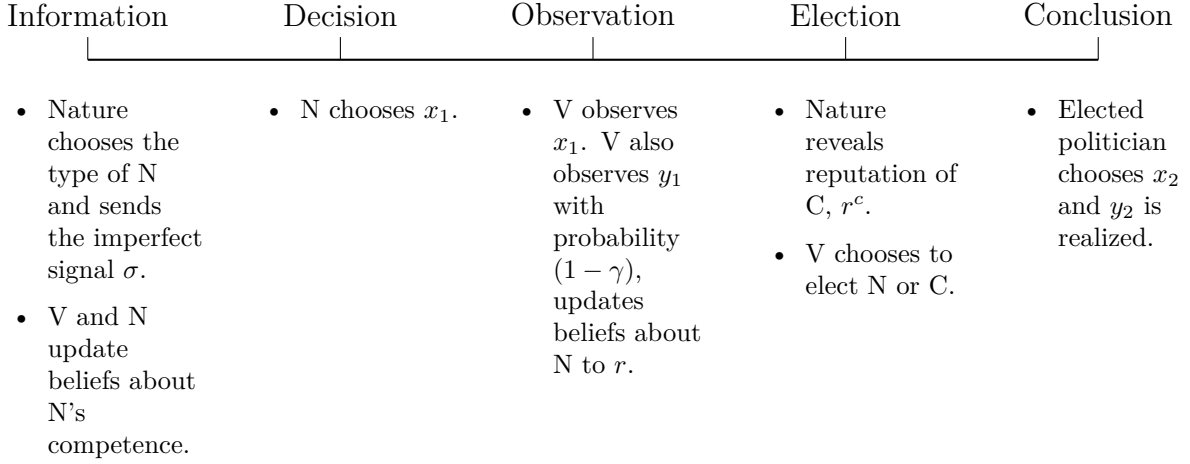 Information
Decision
Observation
Election
Conclusion
• Nature
chooses the
type of N
and sends
the imperfect
signal σ.
• V and N
update
beliefs about
N's
competence.
• N chooses x₁.
• V observes
x₁. V also
observes y₁
with
probability
(1 − γ),
updates
beliefs about
N to r.
• Nature
reveals
reputation of
C, rᶜ.
• V chooses to
elect N or C.
• Elected
politician
chooses x₂
and y₂ is
realized.